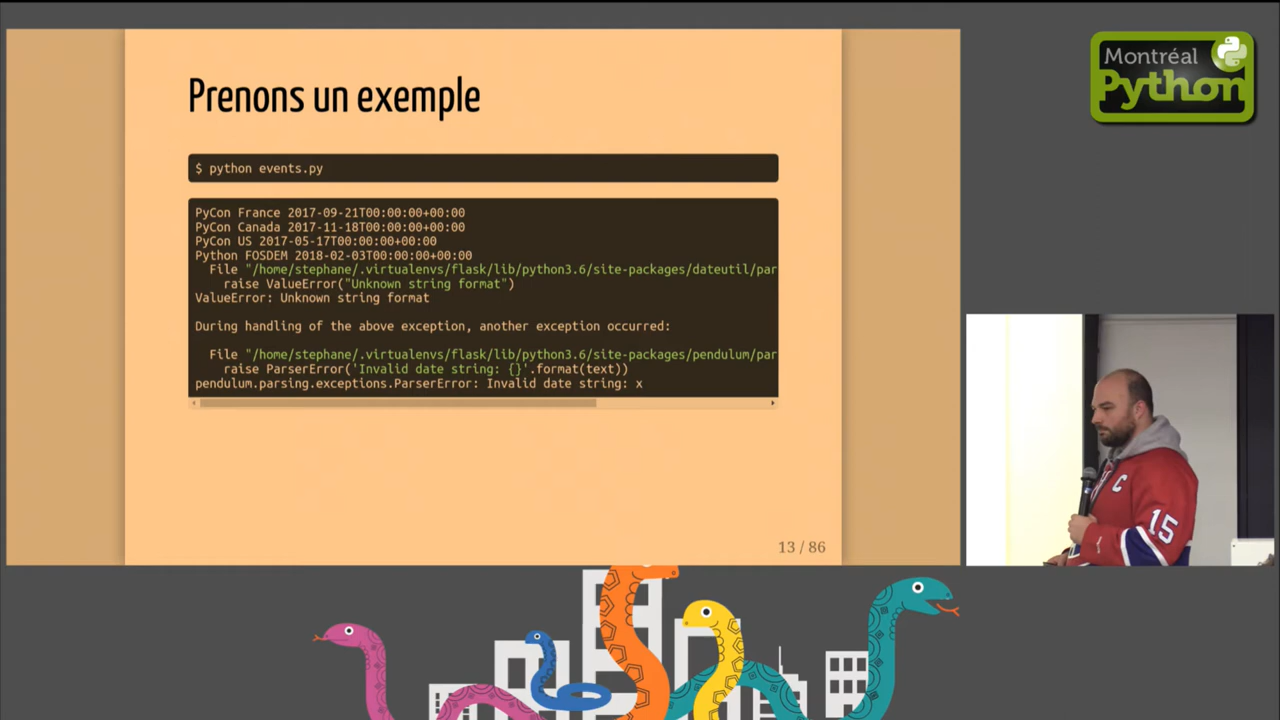 Prenons un exemple
$ python events.py
PyCon France 2017-09-21T00:00:00+00:00
PyCon Canada 2017-11-18T00:00:00+00:00
PyCon US 2017-05-17T00:00:00+00:00
Python FOSDEM 2018-02-03T00:00:00+00:00
File "/home/stephane/.virtualenvs/flask/lib/python3.6/site-packages/dateutil/par
raise ValueError("Unknown string format")
ValueError: Unknown string format
During handling of the above exception, another exception occurred:
File "/home/stephane/.virtualenvs/flask/lib/python3.6/site-packages/pendulum/par
raise ParserError('Invalid date string: {}'.format(text))
pendulum.parsing.exceptions.ParserError: Invalid date string: x
13 / 86
Montréal
Python
C
15